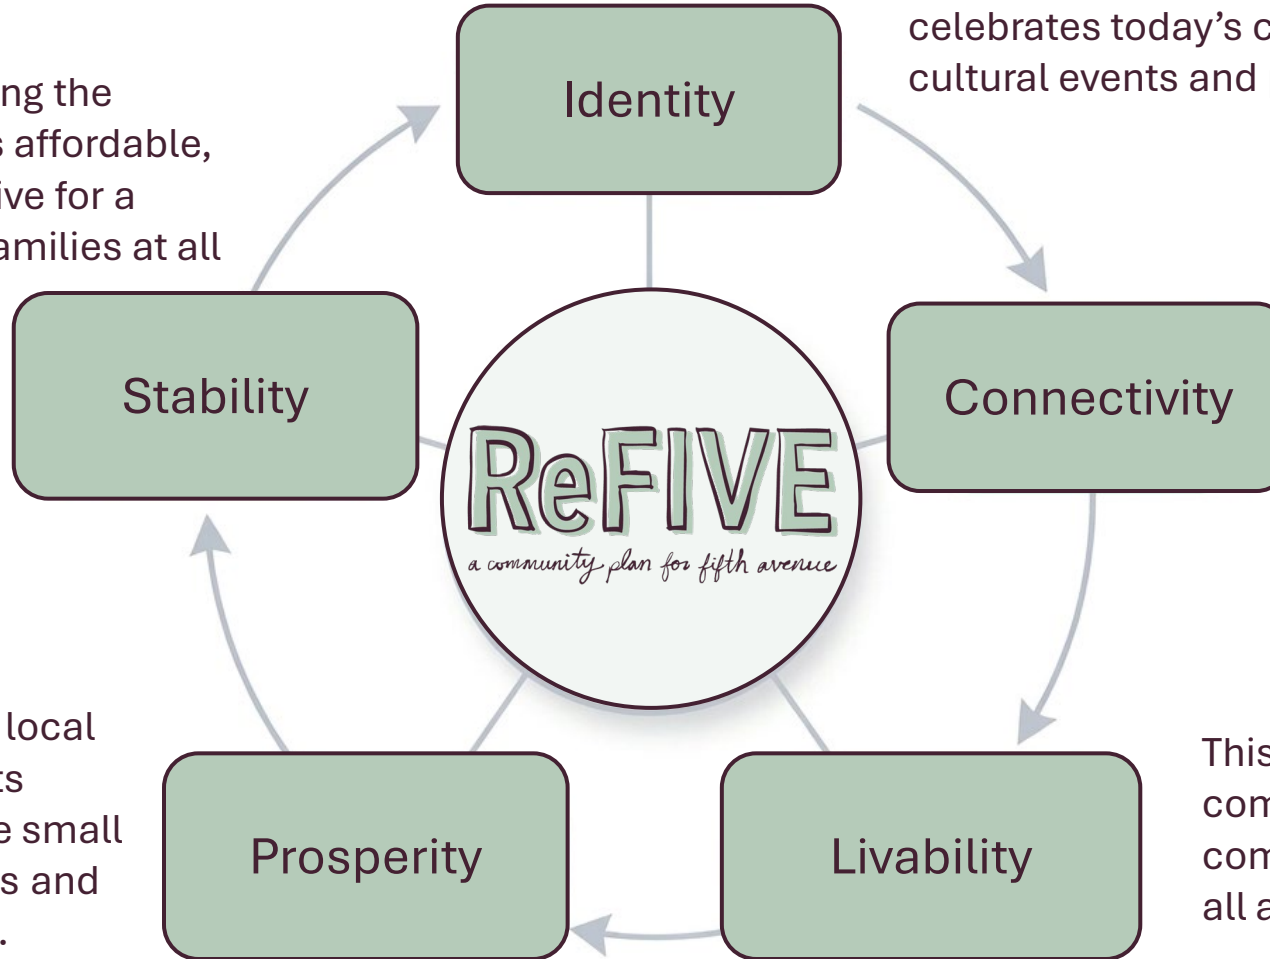 celebrates today's c
cultural events and
ng the
s affordable,
ive for a
amilies at all
Identity
Stability
Connectivity
ReFIVE
a community plan for fifth avenue
local
ts
e small
s and
.
Prosperity
Livability
This
com
com
all a